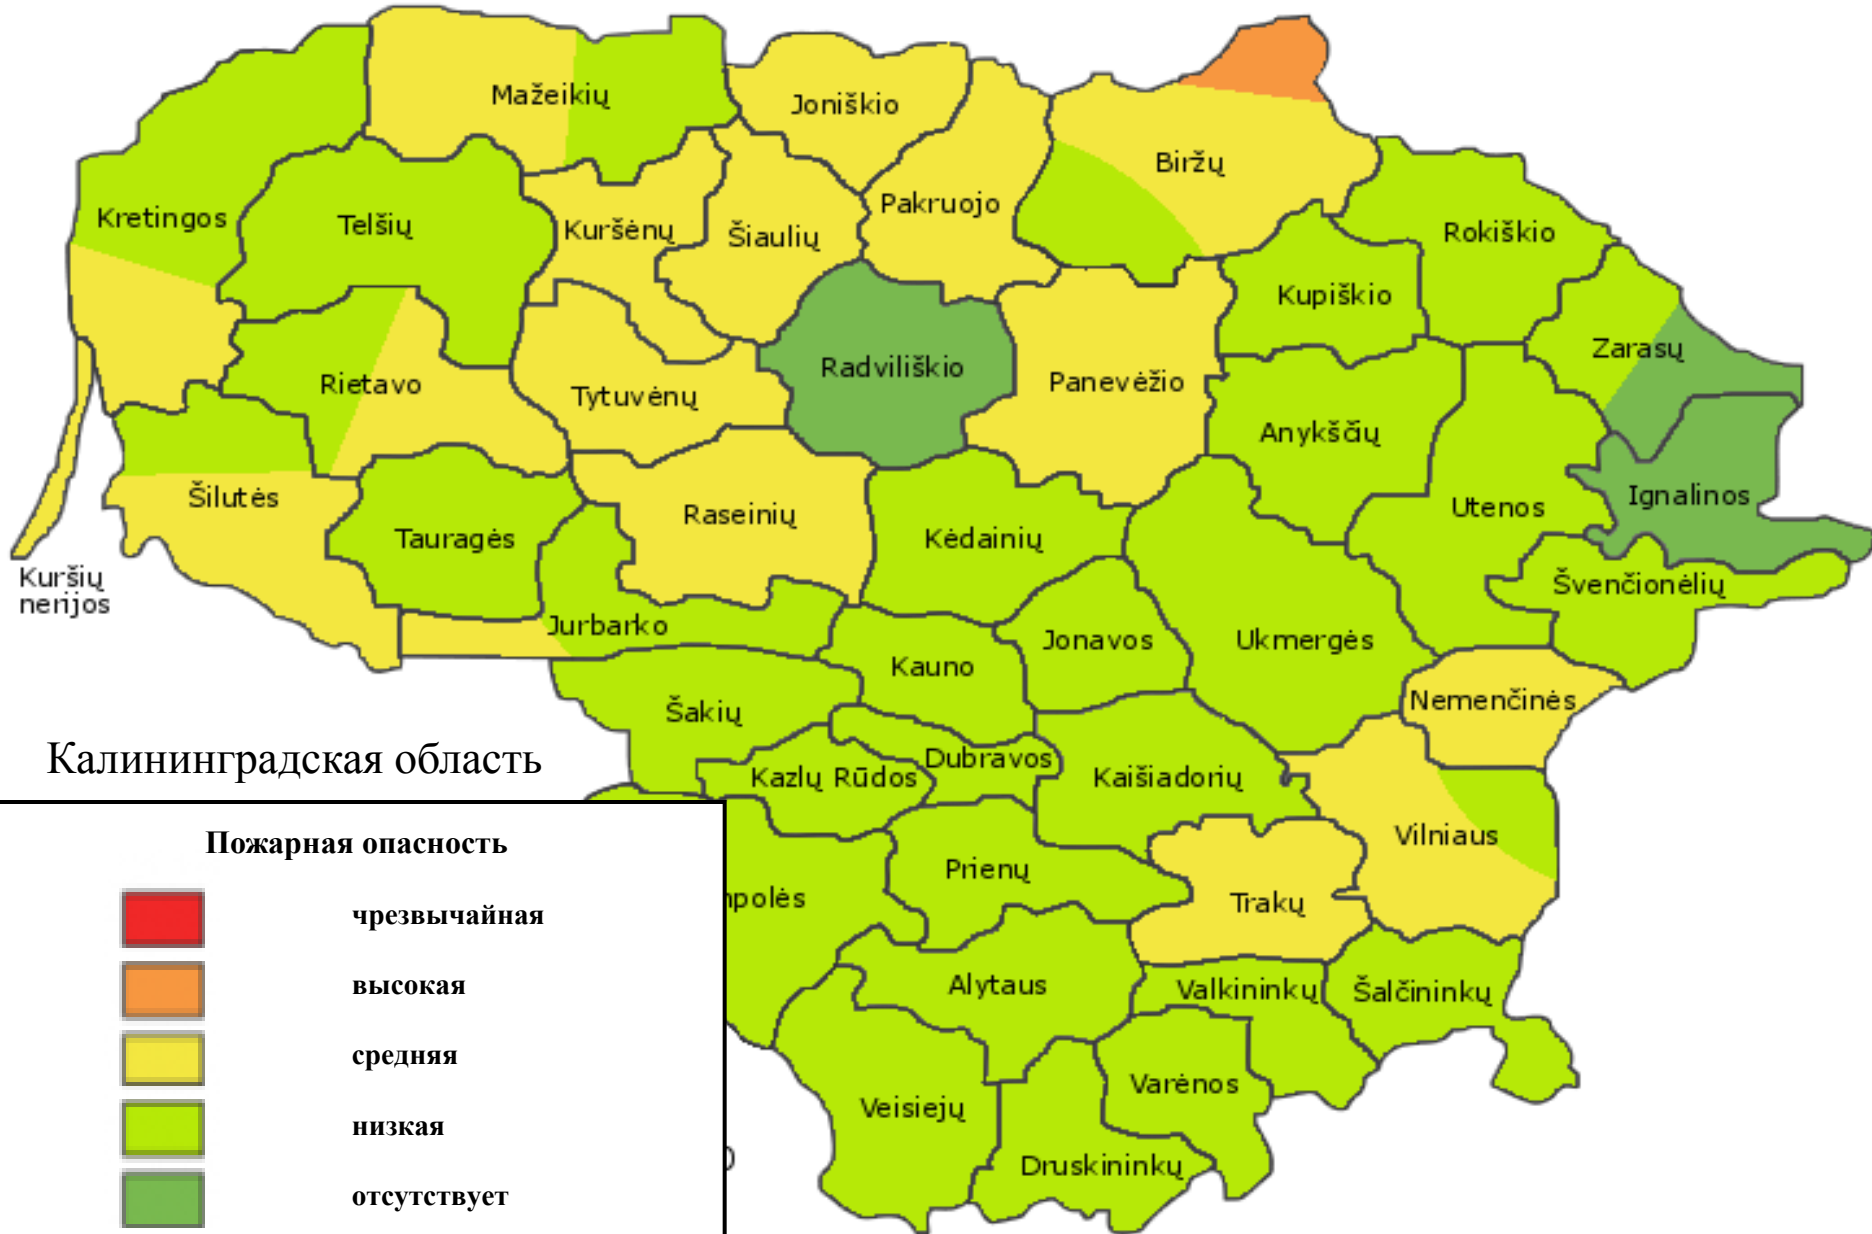 Mažeikių
Joniškio
Biržų
Kretingos
Telšių
Kuršėnų
Šiaulių
Pakruojo
Rokiškio
Kupiškio
Zarasų
Rietavo
Tytuvėnų
Radviliškio
Panevėžio
Anykščių
Šilutės
Tauragės
Raseinių
Kėdainių
Utenos
Ignalinos
Kuršių
nerijos
Švenčionėlių
Jurbarko
Kauno
Jonavos
Ukmergės
Nemenčinės
Šakių
Калининградская область
Kazlų Rūdos
Dubravos
Kaišiadorių
Vilniaus
Prienų
Trakų
npolės
Alytaus
Valkininkų
Šalčininkų
Veisiejų
Varėnos
Druskininkų
Пожарная опасность
чрезвычайная
высокая
средняя
низкая
отсутствует